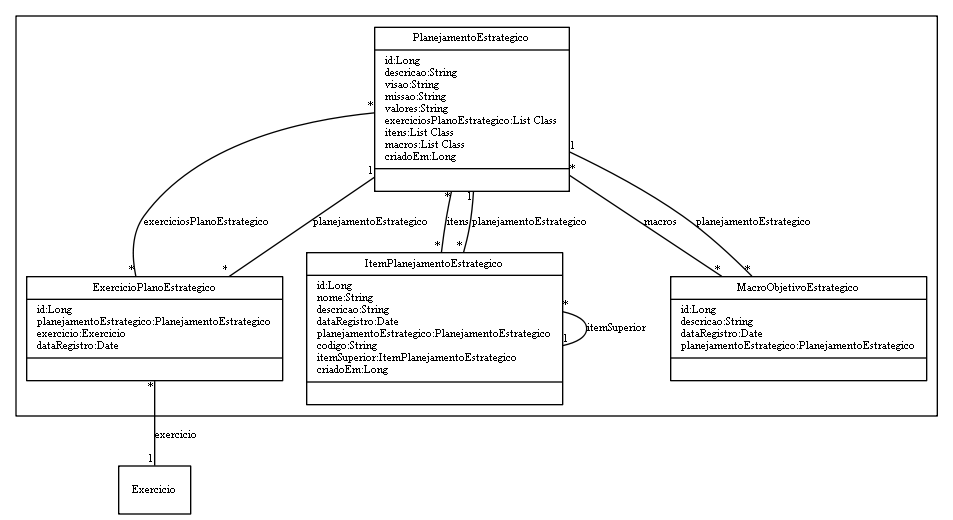 PlanejamentoEstrategico
id:Long
descricao:String
visao:String
missao:String
valores:String
exerciciosPlanoEstrategico:List Class
itens:List Class
macros:List Class
criadoEm:Long
*
1
1
*
*
1
exerciciosPlanoEstrategico
planejamentoEstrategico
itens
planejamentoEstrategico
macros
planejamentoEstrategico
*
*
*
*
*
*
ExercicioPlanoEstrategico
id:Long
planejamentoEstrategico:PlanejamentoEstrategico
exercicio:Exercicio
dataRegistro:Date
ItemPlanejamentoEstrategico
id:Long
nome:String
descricao:String
dataRegistro:Date
planejamentoEstrategico:PlanejamentoEstrategico
codigo:String
itemSuperior:ItemPlanejamentoEstrategico
criadoEm:Long
*
itemSuperior
1
MacroObjetivoEstrategico
id:Long
descricao:String
dataRegistro:Date
planejamentoEstrategico:PlanejamentoEstrategico
*
exercicio
1
Exercicio